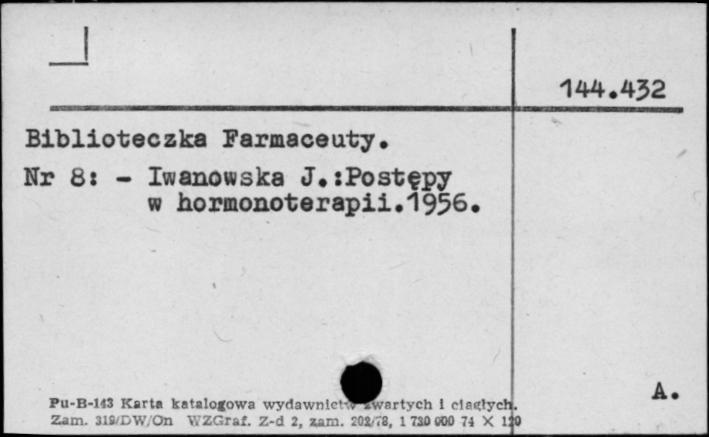 144.432
Biblioteczka Farmaceuty.
Nr 8: - Iwanowska J.:Postępy
w hormonoterapii.1956.
A.
Pu-B-143 Karta katalogowa wydawnictw zwartych i ciągłych.
Zam. 319/DW/On WZGraf. Z-d 2, zam. 202/78, 1 730 000 74 X 120